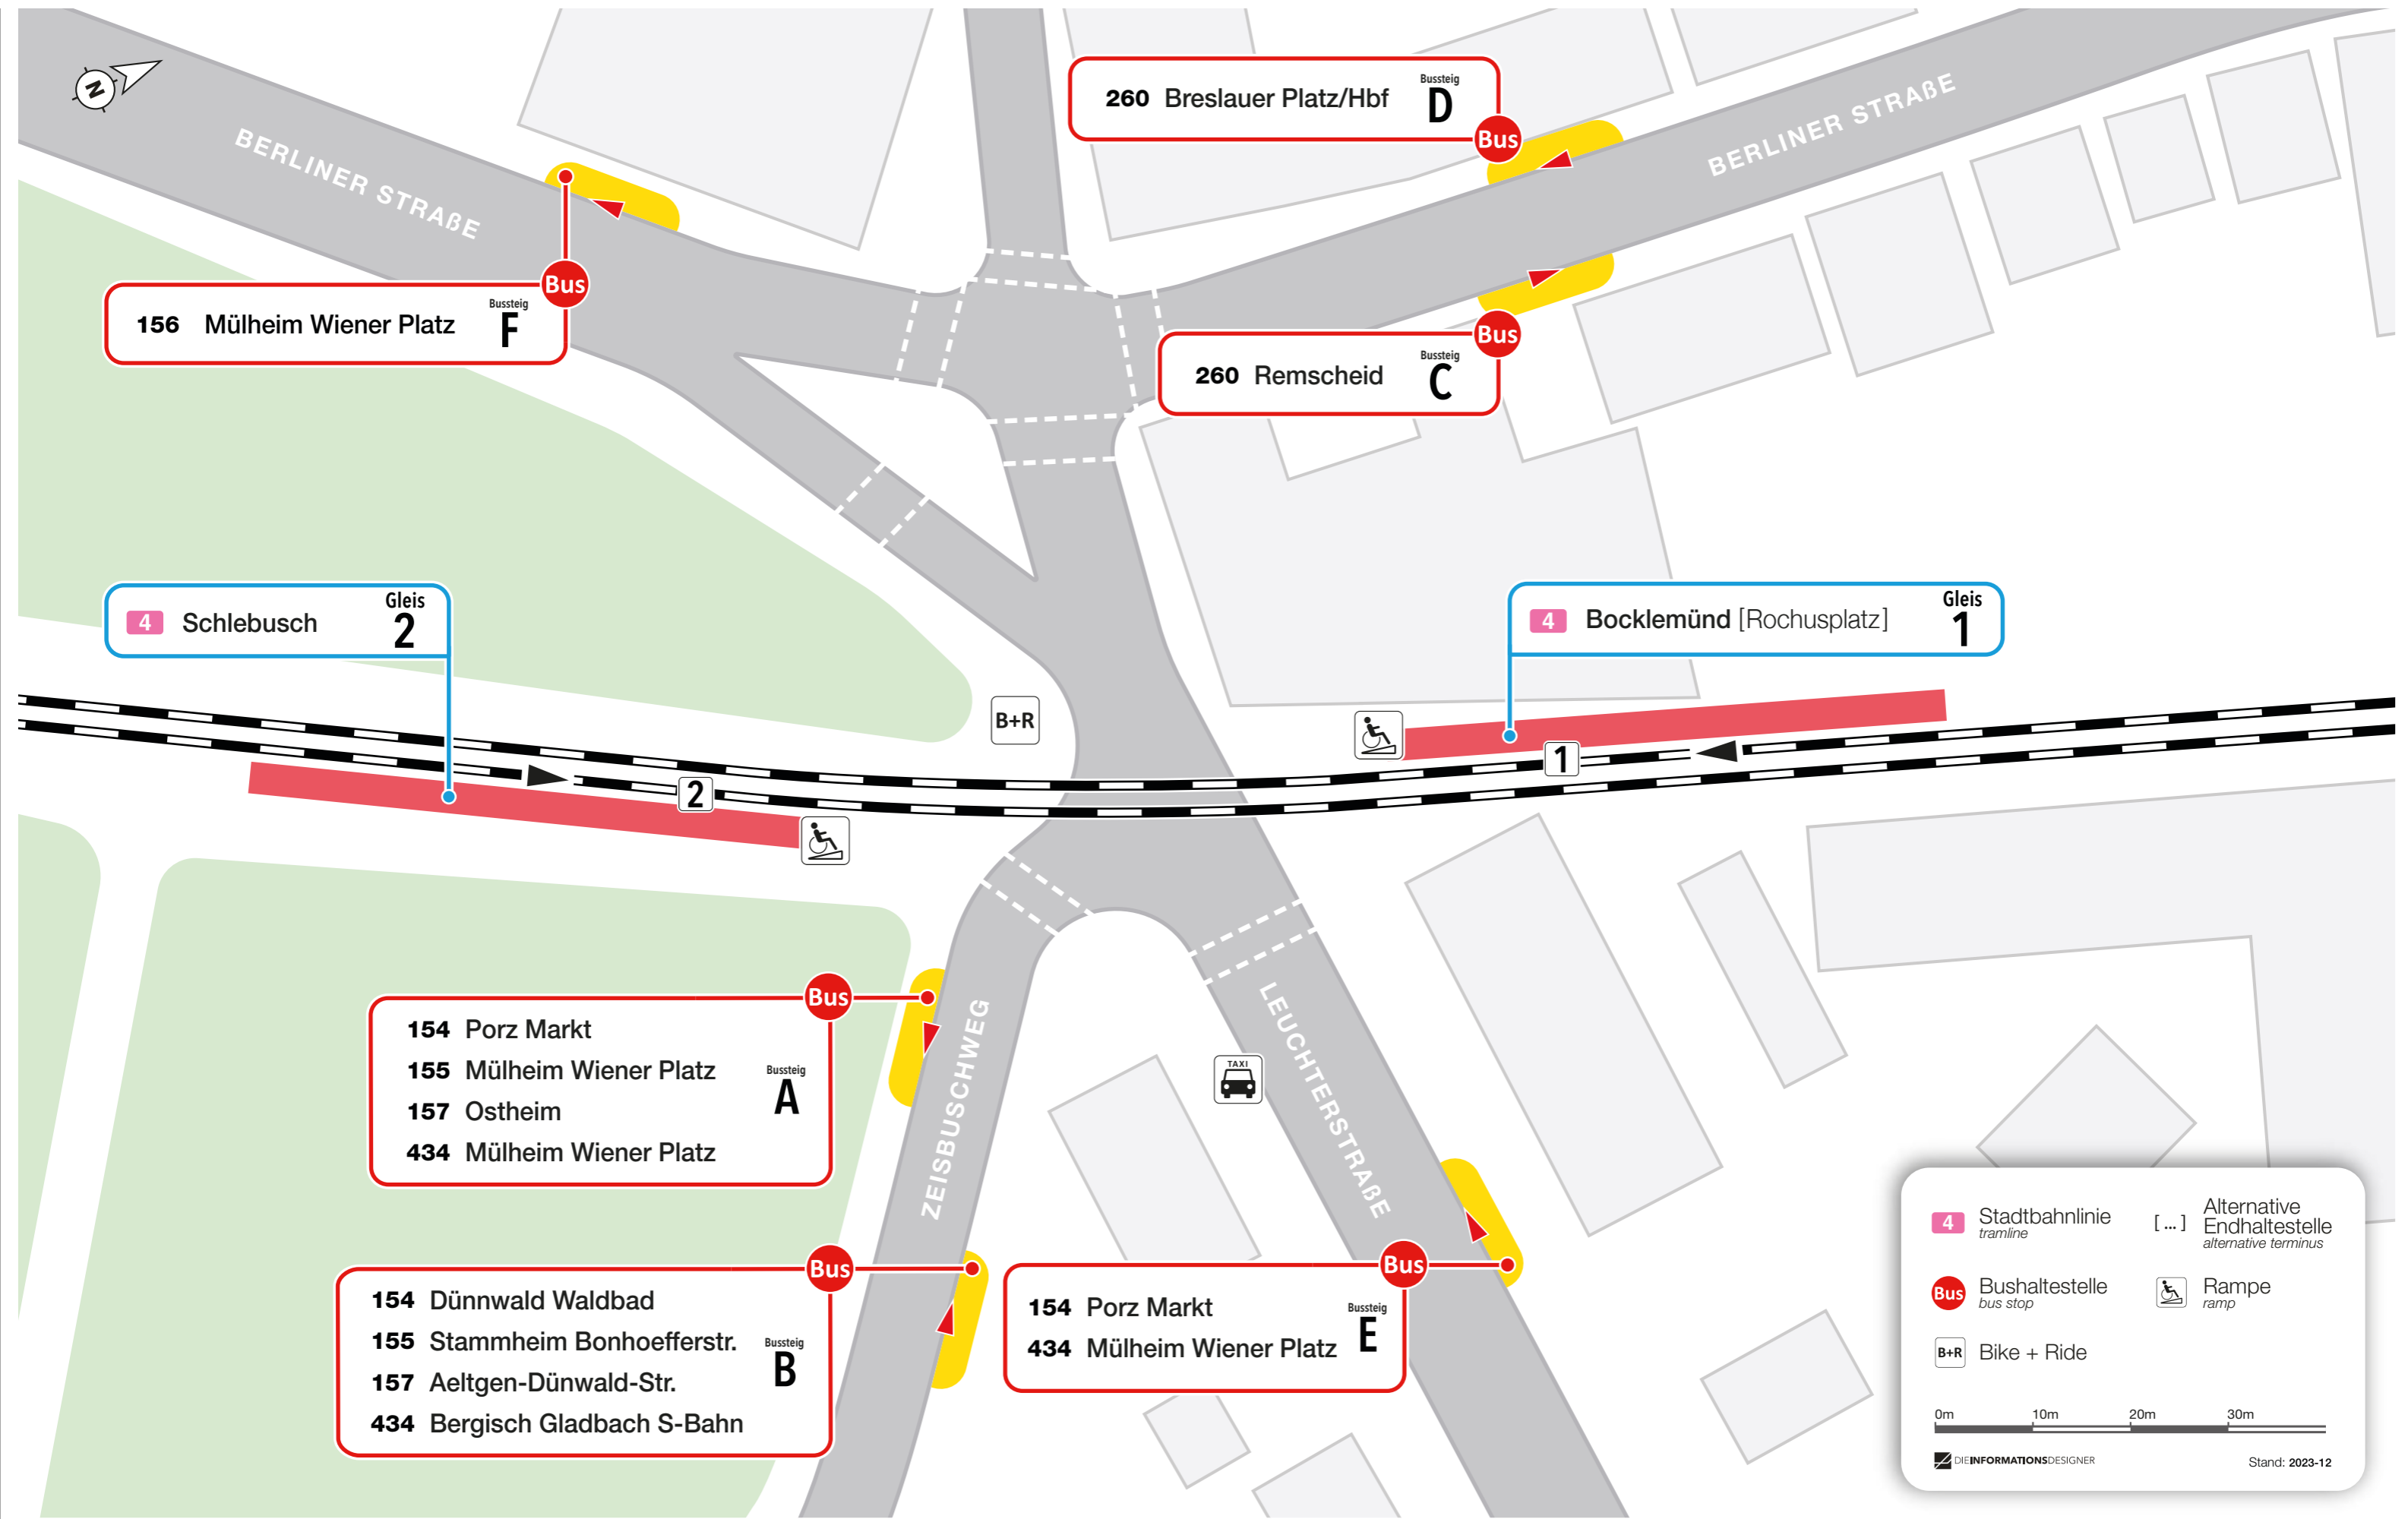 N
BERLINER STRAßE
260 Breslauer Platz/Hbf
Bussteig
D
Bus
BERLINER STRAßE
Bus
156 Mülheim Wiener Platz
Bussteig
F
Bus
260 Remscheid
Bussteig
C
4 Schlebusch
Gleis
2
4 Bocklemünd [Rochusplatz]
Gleis
1
B+R
1
2
Bus
154 Porz Markt
155 Mülheim Wiener Platz
157 Ostheim
434 Mülheim Wiener Platz
Bussteig
A
ZEISBUSCHWEG
LEUCHTERSTRAßE
TAXI
Bus
154 Dünnwald Waldbad
155 Stammheim Bonhoefferstr.
157 Aeltgen-Dünwald-Str.
434 Bergisch Gladbach S-Bahn
Bussteig
B
Bus
154 Porz Markt
434 Mülheim Wiener Platz
Bussteig
E
4 Stadtbahnlinie
tramline
[ ... ] Alternative
Endhaltestelle
alternative terminus
Bus Bushaltestelle
bus stop
Rampe
ramp
B+R Bike + Ride
0m 10m 20m 30m
DIEINFORMATIONSDESIGNER
Stand: 2023-12